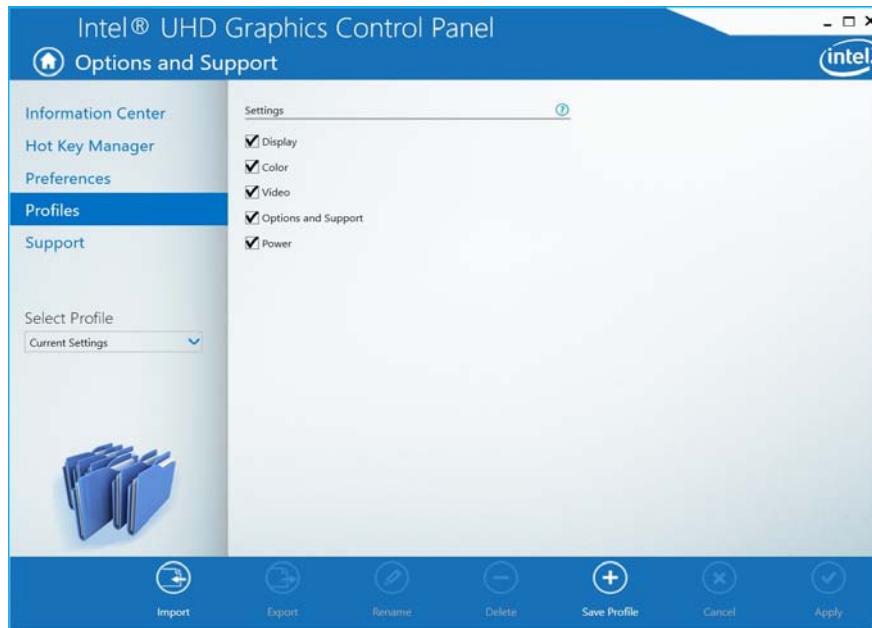 Intel® UHD Graphics Control Panel
Options and Support
intel
Information Center
Hot Key Manager
Preferences
Profiles
Support
Select Profile
Current Settings
Settings
?
Display
Color
Video
Options and Support
Power
Import
Export
Rename
Delete
Save Profile
Cancel
Apply